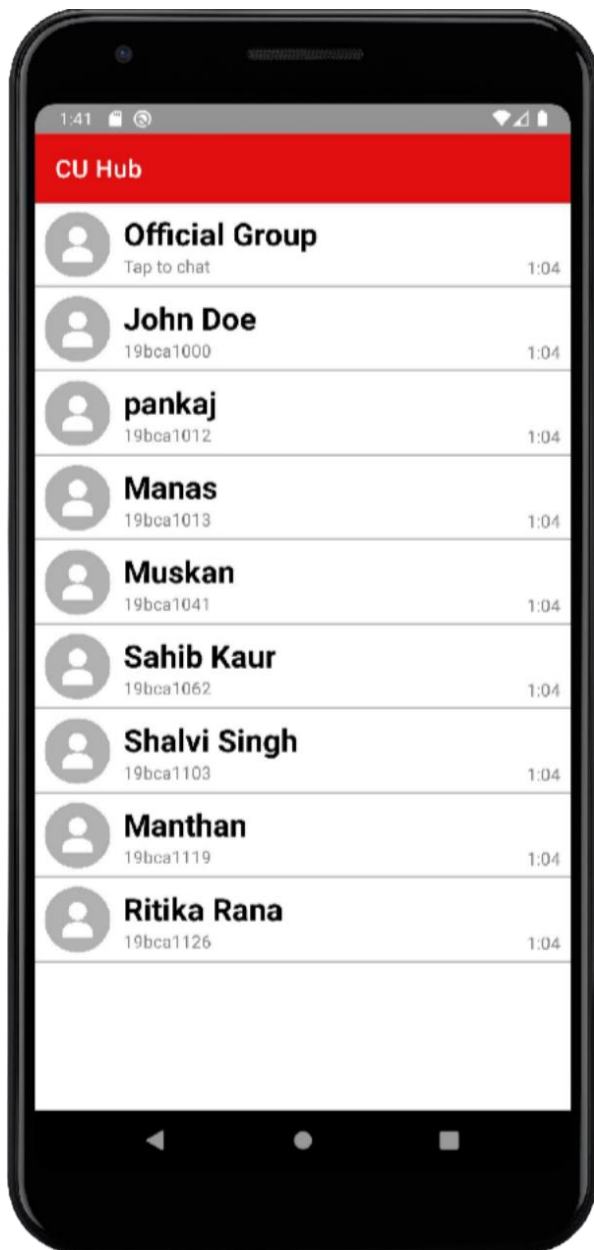 1:41
CU Hub
Official Group
Tap to chat 1:04
John Doe
19bca1000 1:04
pankaj
19bca1012 1:04
Manas
19bca1013 1:04
Muskan
19bca1041 1:04
Sahib Kaur
19bca1062 1:04
Shalvi Singh
19bca1103 1:04
Manthan
19bca1119 1:04
Ritika Rana
19bca1126 1:04